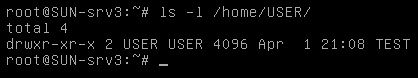 root@SUN-srv3:~# ls -l /home/USER/
total 4
drwxr-xr-x 2 USER USER 4096 Apr  1 21:08 TEST
root@SUN-srv3:~# _